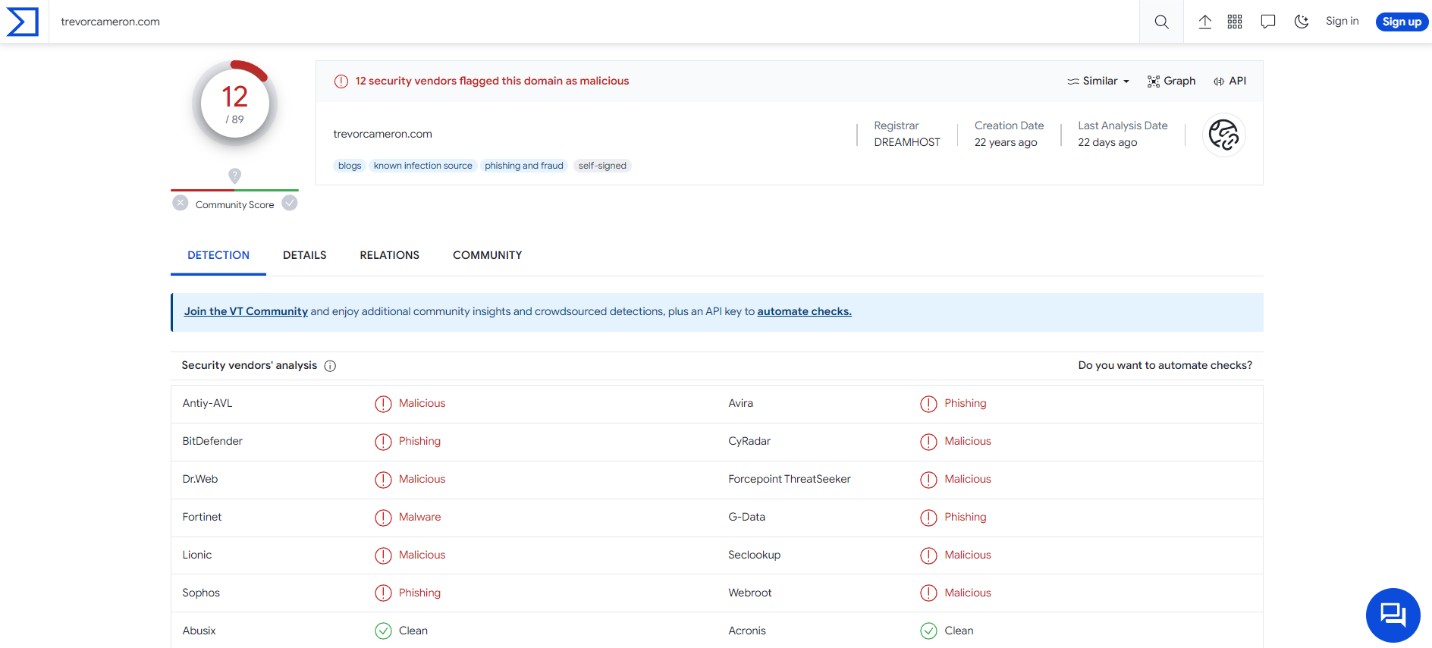 trevorcameron.com
Sign in
Sign up
12
/ 89
Community Score
12 security vendors flagged this domain as malicious
Similar
Graph
API
trevorcameron.com
blogs known infection source phishing and fraud self-signed
Registrar
DREAMHOST
Creation Date
22 years ago
Last Analysis Date
22 days ago
DETECTION DETAILS RELATIONS COMMUNITY
Join the VT Community and enjoy additional community insights and crowdsourced detections, plus an API key to automate checks.
Security vendors' analysis
Do you want to automate checks?
Antiy-AVL Malicious Avira Phishing
BitDefender Phishing CyRadar Malicious
Dr.Web Malicious Forcepoint ThreatSeeker Malicious
Fortinet Malware G-Data Phishing
Lionic Malicious Seclookup Malicious
Sophos Phishing Webroot Malicious
Abusix Clean Acronis Clean